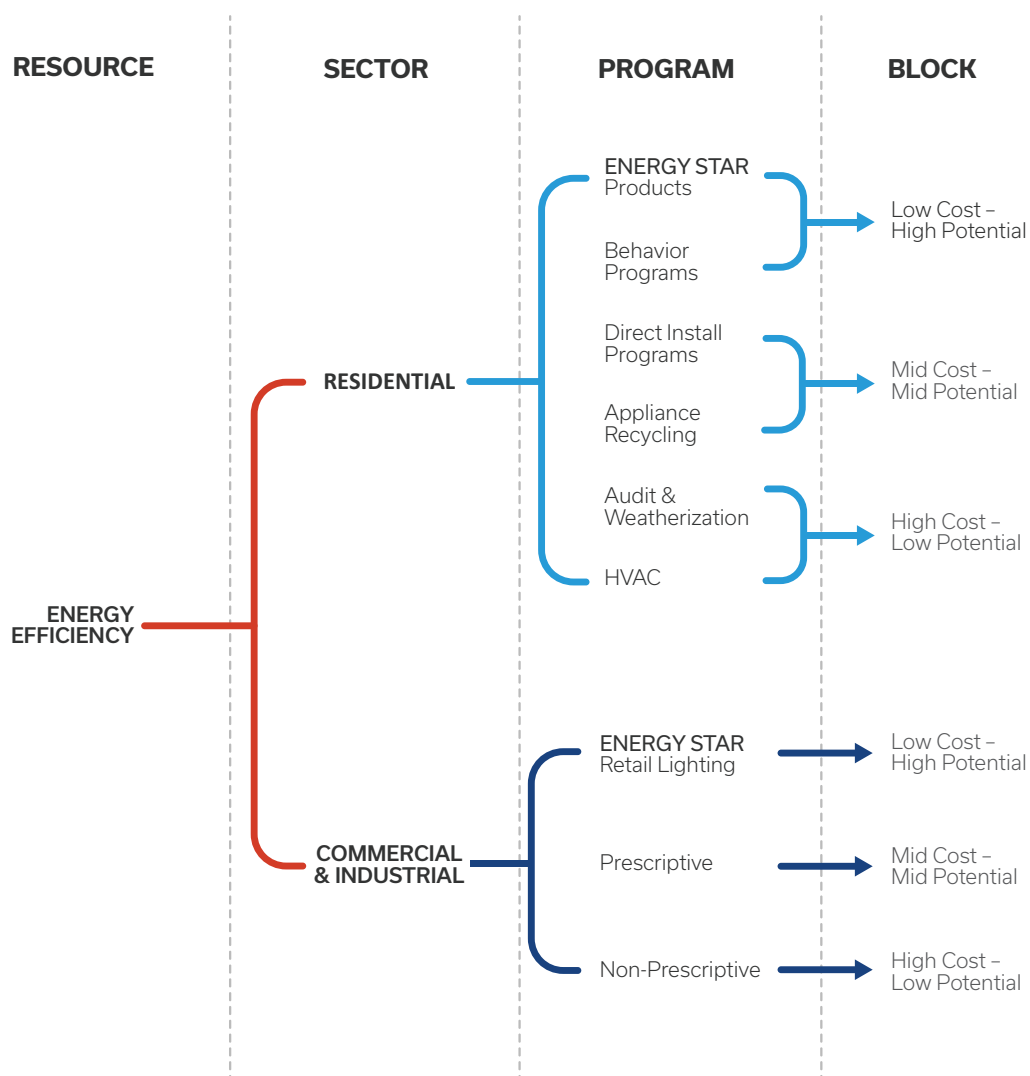 RESOURCE
SECTOR
PROGRAM
BLOCK
ENERGY
EFFICIENCY
RESIDENTIAL
ENERGY STAR
Products
Behavior
Programs
Low Cost –
High Potential
Direct Install
Programs
Appliance
Recycling
Mid Cost –
Mid Potential
Audit &
Weatherization
HVAC
High Cost –
Low Potential
COMMERCIAL
& INDUSTRIAL
ENERGY STAR
Retail Lighting
Low Cost –
High Potential
Prescriptive
Mid Cost –
Mid Potential
Non-Prescriptive
High Cost –
Low Potential